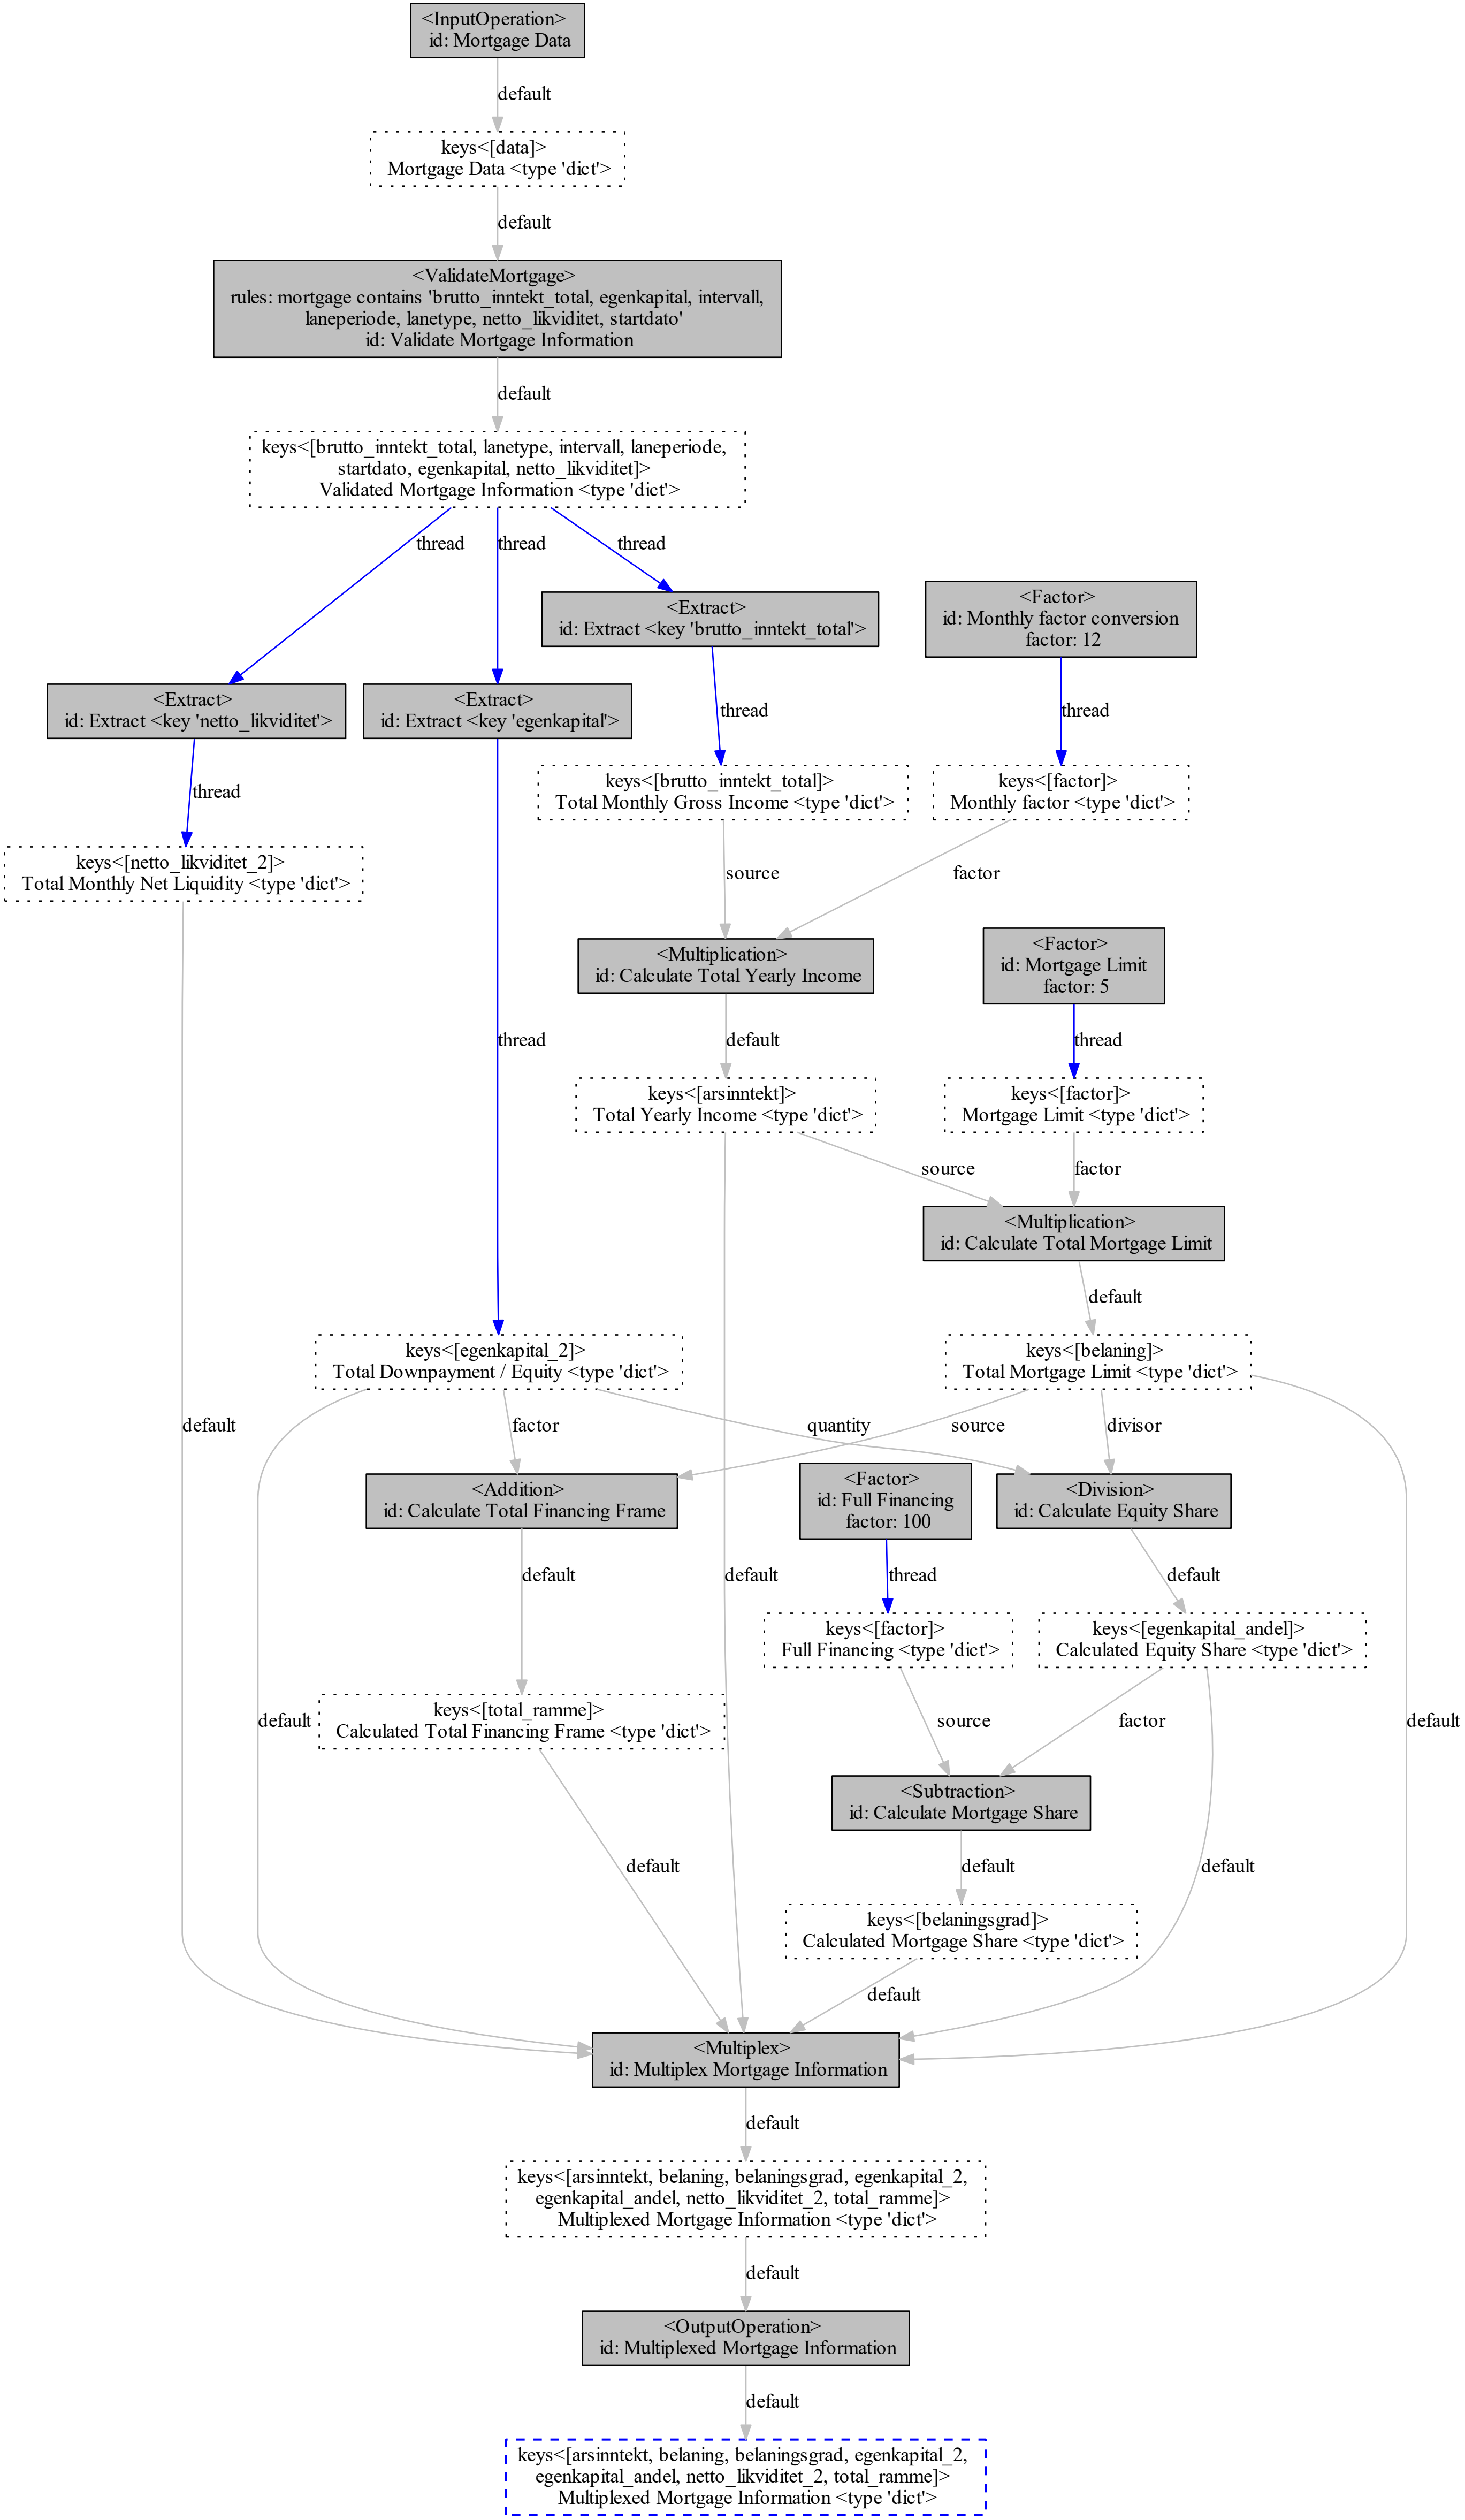 <InputOperation>
id: Mortgage Data
default
keys<[data]>
Mortgage Data <type 'dict'>
default
<ValidateMortgage>
rules: mortgage contains 'brutto_inntekt_total, egenkapital, intervall,
laneperiode, lanetype, netto_likviditet, startdato'
id: Validate Mortgage Information
default
keys<[brutto_inntekt_total, lanetype, intervall, laneperiode,
startdato, egenkapital, netto_likviditet]>
Validated Mortgage Information <type 'dict'>
thread
thread
thread
<Extract>
id: Extract <key 'brutto_inntekt_total'>
<Factor>
id: Monthly factor conversion
factor: 12
<Extract>
id: Extract <key 'netto_likviditet'>
<Extract>
id: Extract <key 'egenkapital'>
thread
thread
thread
keys<[brutto_inntekt_total]>
Total Monthly Gross Income <type 'dict'>
keys<[factor]>
Monthly factor <type 'dict'>
keys<[netto_likviditet_2]>
Total Monthly Net Liquidity <type 'dict'>
source
factor
<Multiplication>
id: Calculate Total Yearly Income
<Factor>
id: Mortgage Limit
factor: 5
thread
default
thread
keys<[arsinntekt]>
Total Yearly Income <type 'dict'>
keys<[factor]>
Mortgage Limit <type 'dict'>
source
factor
<Multiplication>
id: Calculate Total Mortgage Limit
default
keys<[egenkapital_2]>
Total Downpayment / Equity <type 'dict'>
keys<[belaning]>
Total Mortgage Limit <type 'dict'>
default
factor
quantity
source
divisor
<Addition>
id: Calculate Total Financing Frame
<Factor>
id: Full Financing
factor: 100
<Division>
id: Calculate Equity Share
default
default
thread
default
keys<[factor]>
Full Financing <type 'dict'>
keys<[egenkapital_andel]>
Calculated Equity Share <type 'dict'>
default
keys<[total_ramme]>
Calculated Total Financing Frame <type 'dict'>
source
factor
default
<Subtraction>
id: Calculate Mortgage Share
default
default
default
keys<[belaningsgrad]>
Calculated Mortgage Share <type 'dict'>
default
<Multiplex>
id: Multiplex Mortgage Information
default
keys<[arsinntekt, belaning, belaningsgrad, egenkapital_2,
egenkapital_andel, netto_likviditet_2, total_ramme]>
Multiplexed Mortgage Information <type 'dict'>
default
<OutputOperation>
id: Multiplexed Mortgage Information
default
keys<[arsinntekt, belaning, belaningsgrad, egenkapital_2,
egenkapital_andel, netto_likviditet_2, total_ramme]>
Multiplexed Mortgage Information <type 'dict'>